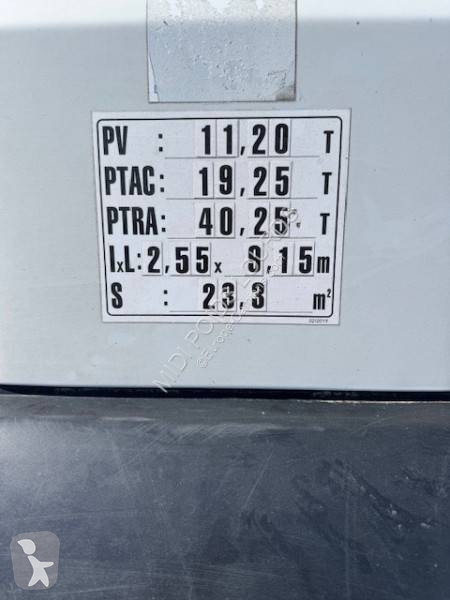 PV : 11,20 T
PTAC: 19,25 T
PTRA: 40,25 T
IxL: 2,55 x 9,15 m
S : 23,3 m²